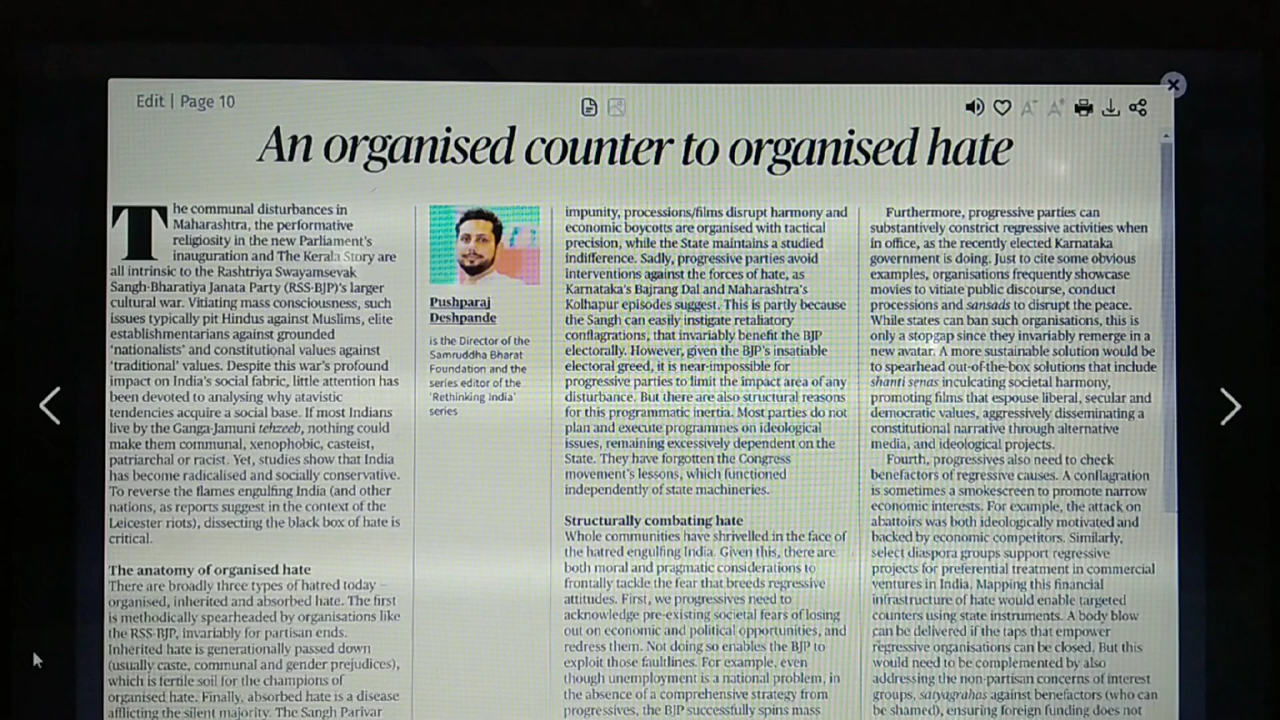 Edit | Page 10
An organised counter to organised hate
The communal disturbances in
Maharashtra, the performative
religiosity in the new Parliament's
inauguration and The Kerala Story are
all intrinsic to the Rashtriya Swayamsevak
Sangh-Bharatiya Janata Party (RSS-BJP)'s larger
cultural war. Vitiating mass consciousness, such
issues typically pit Hindus against Muslims, elite
establishmentarians against grounded
'nationalists' and constitutional values against
'traditional' values. Despite this war's profound
impact on India's social fabric, little attention has
been devoted to analysing why atavistic
tendencies acquire a social base. If most Indians
live by the Ganga-Jamuni tehzeeb, nothing could
make them communal, xenophobic, casteist,
patriarchal or racist. Yet, studies show that India
has become radicalised and socially conservative.
To reverse the flames engulfing India (and other
nations, as reports suggest in the context of the
Leicester riots), dissecting the black box of hate is
critical.
The anatomy of organised hate
There are broadly three types of hatred today –
organised, inherited and absorbed hate. The first
is methodically spearheaded by organisations like
the RSS-BJP, invariably for partisan ends.
Inherited hate is generationally passed down
(usually caste, communal and gender prejudices),
which is fertile soil for the champions of
organised hate. Finally, absorbed hate is a disease
afflicting the silent majority. The Sangh Parivar
Pushparaj
Deshpande
is the Director of the
Samruddha Bharat
Foundation and the
series editor of the
'Rethinking India'
series
impunity, processions/films disrupt harmony and
economic boycotts are organised with tactical
precision, while the State maintains a studied
indifference. Sadly, progressive parties avoid
interventions against the forces of hate, as
Karnataka's Bajrang Dal and Maharashtra's
Kolhapur episodes suggest. This is partly because
the Sangh can easily instigate retaliatory
conflagrations, that invariably benefit the BJP
electorally. However, given the BJP's insatiable
electoral greed, it is near-impossible for
progressive parties to limit the impact area of any
disturbance. But there are also structural reasons
for this programmatic inertia. Most parties do not
plan and execute programmes on ideological
issues, remaining excessively dependent on the
State. They have forgotten the Congress
movement's lessons, which functioned
independently of state machineries.
Structurally combating hate
Whole communities have shrivelled in the face of
the hatred engulfing India. Given this, there are
both moral and pragmatic considerations to
frontally tackle the fear that breeds regressive
attitudes. First, we progressives need to
acknowledge pre-existing societal fears of losing
out on economic and political opportunities, and
redress them. Not doing so enables the BJP to
exploit those faultlines. For example, even
though unemployment is a national problem, in
the absence of a comprehensive strategy from
progressives, the BJP successfully spins mass
Furthermore, progressive parties can
substantively constrict regressive activities when
in office, as the recently elected Karnataka
government is doing. Just to cite some obvious
examples, organisations frequently showcase
movies to vitiate public discourse, conduct
processions and sansads to disrupt the peace.
While states can ban such organisations, this is
only a stopgap since they invariably remerge in a
new avatar. A more sustainable solution would be
to spearhead out-of-the-box solutions that include
shanti senas inculcating societal harmony,
promoting films that espouse liberal, secular and
democratic values, aggressively disseminating a
constitutional narrative through alternative
media, and ideological projects.
Fourth, progressives also need to check
benefactors of regressive causes. A conflagration
is sometimes a smokescreen to promote narrow
economic interests. For example, the attack on
abattoirs was both ideologically motivated and
backed by economic competitors. Similarly,
select diaspora groups support regressive
projects for preferential treatment in commercial
ventures in India. Mapping this financial
infrastructure of hate would enable targeted
counters using state instruments. A body blow
can be delivered if the taps that empower
regressive organisations can be closed. But this
would need to be complemented by also
addressing the non-partisan concerns of interest
groups, satyagrahas against benefactors (who can
be shamed), ensuring foreign funding does not